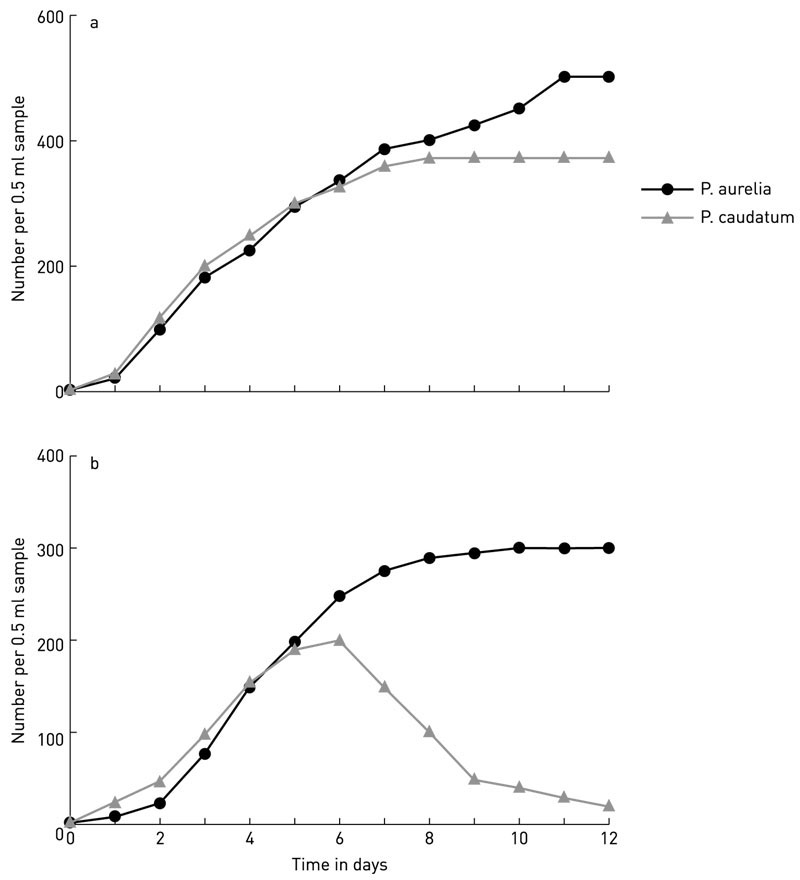 a
600
400
200
0
Number per 0.5 ml sample
P. aurelia
P. caudatum
b
400
300
200
100
0
Number per 0.5 ml sample
0 2 4 6 8 10 12
Time in days